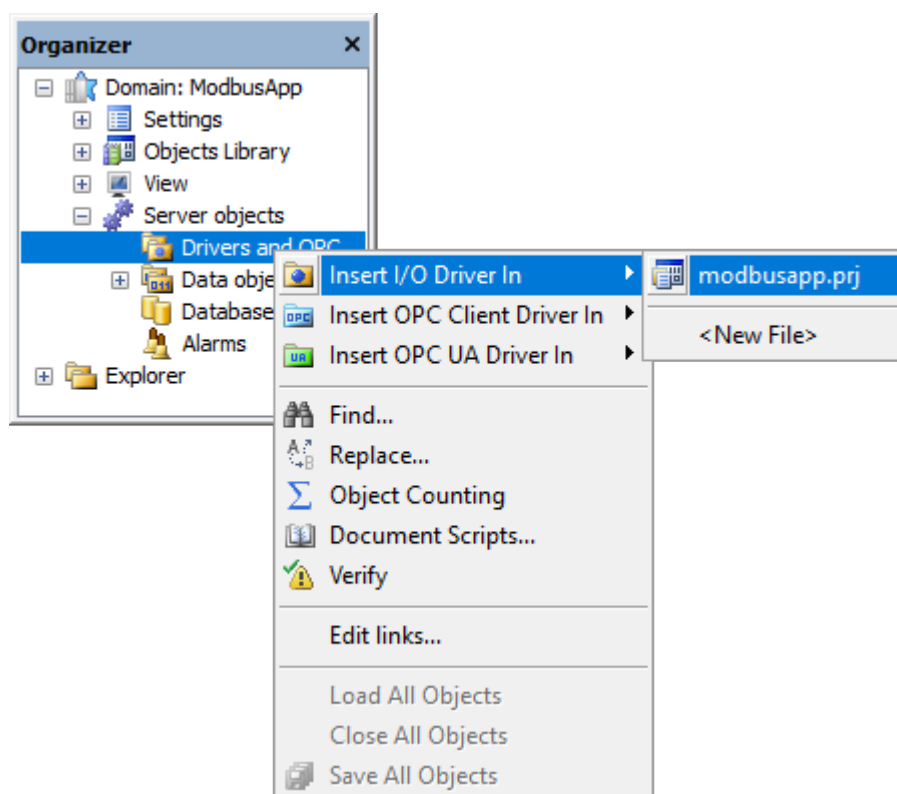 Organizer
Domain: ModbusApp
Settings
Objects Library
View
Server objects
Drivers and OPC
Data obje
Database
Alarms
Explorer
Insert I/O Driver In
Insert OPC Client Driver In
Insert OPC UA Driver In
Find...
Replace...
Object Counting
Document Scripts...
Verify
Edit links...
Load All Objects
Close All Objects
Save All Objects
modbusapp.prj
<New File>